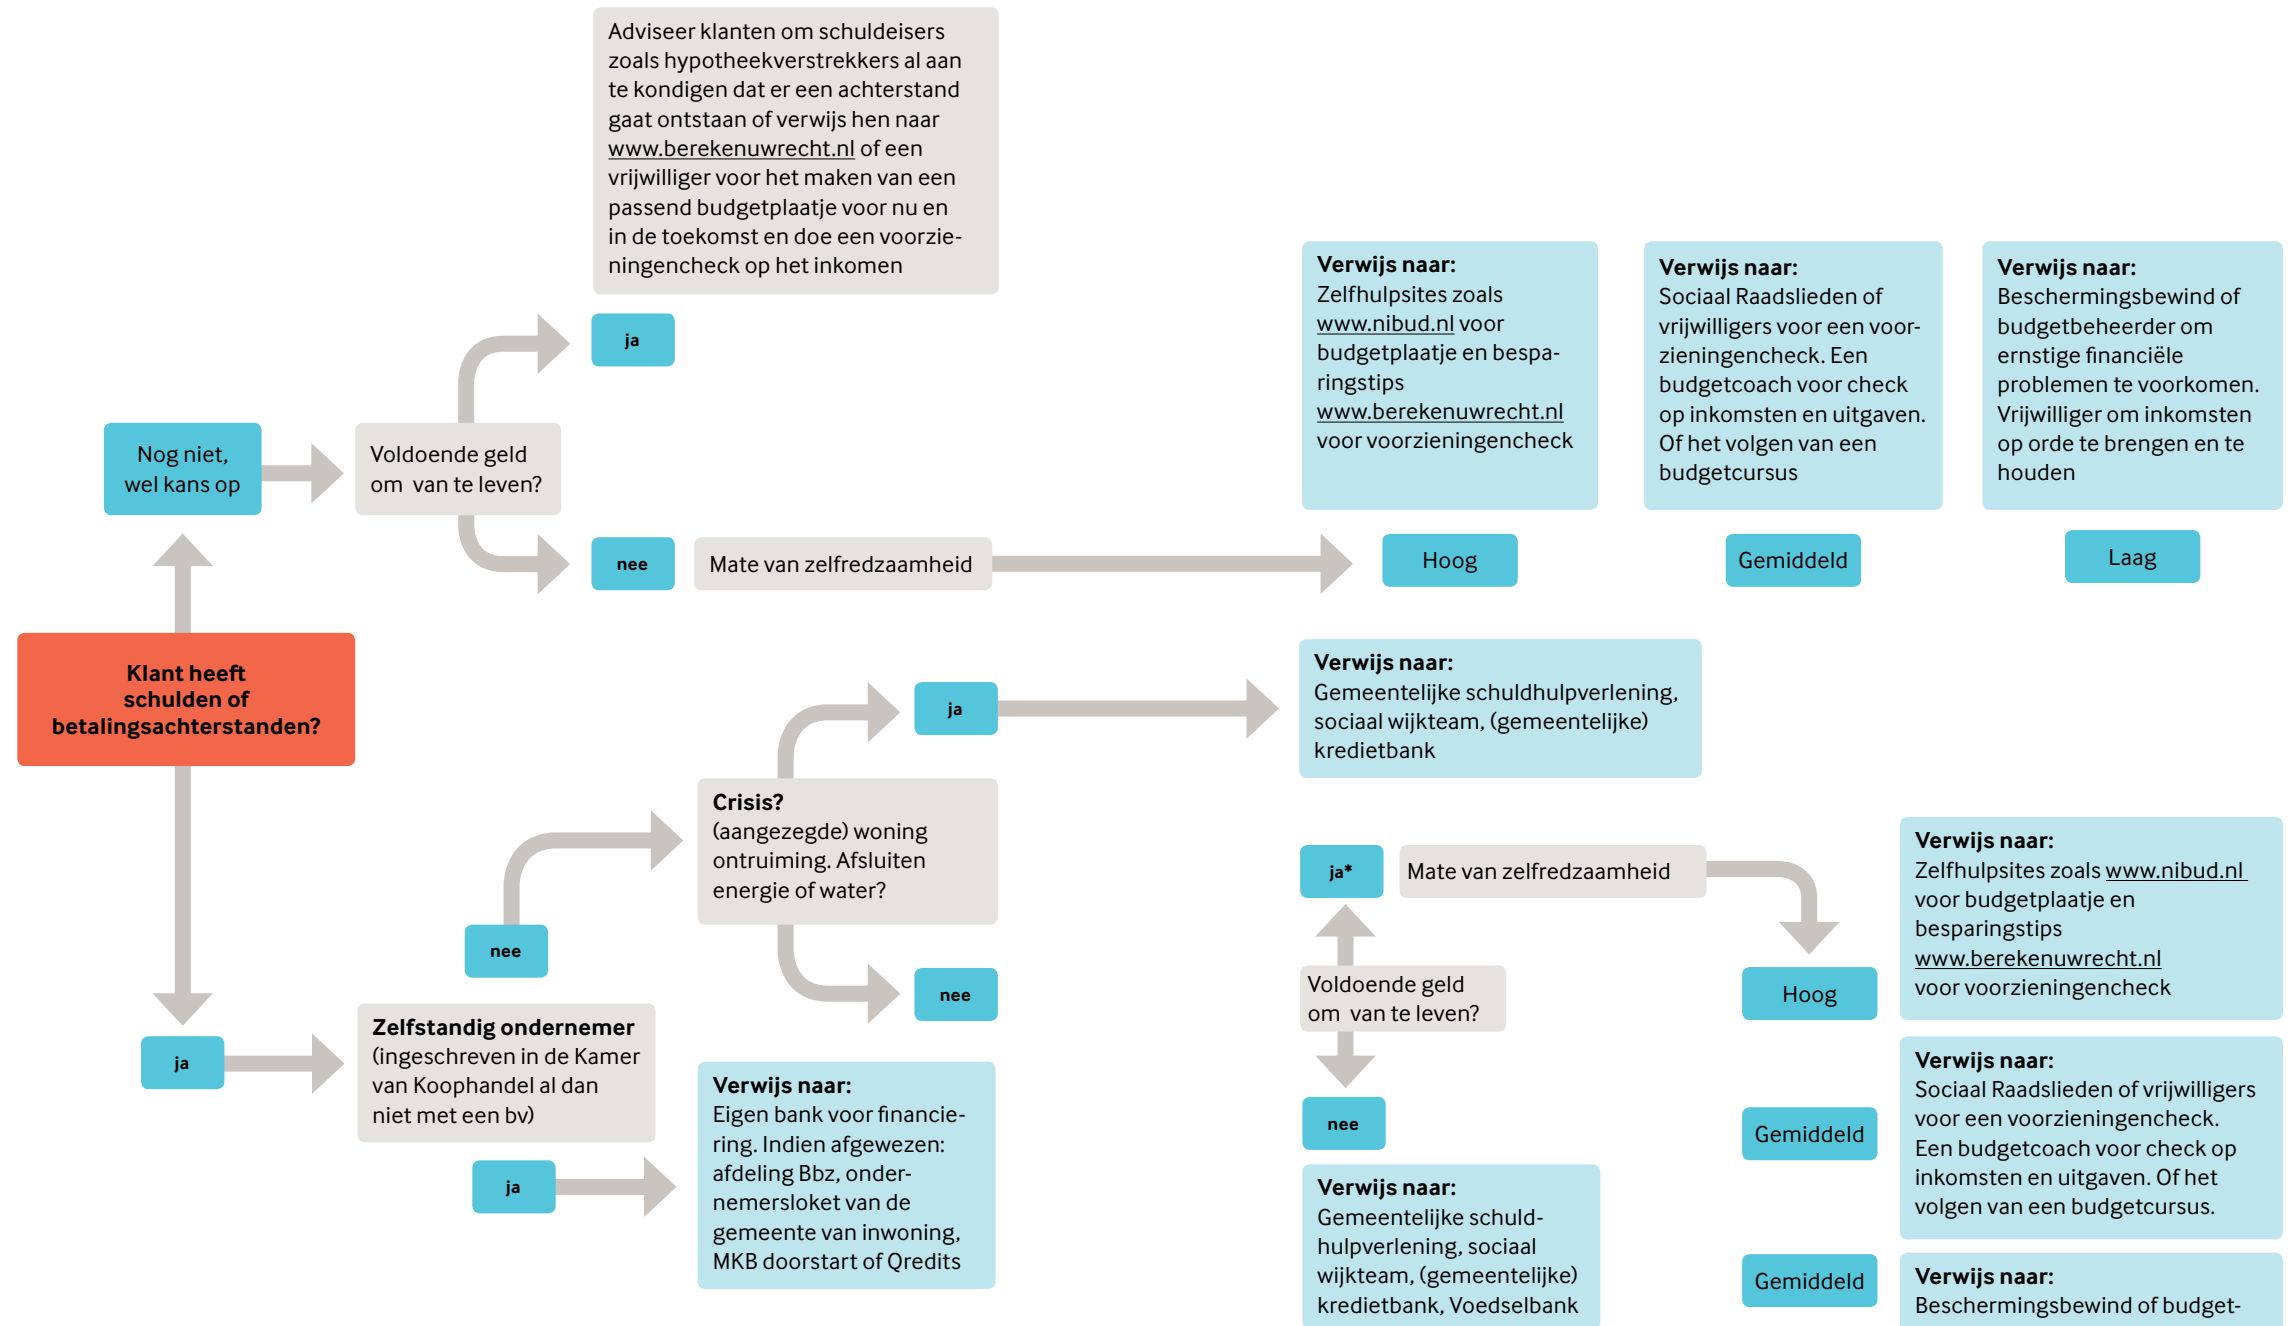 Adviseer klanten om schuldeisers
zoals hypotheekverstrekkers al aan
te kondigen dat er een achterstand
gaat ontstaan of verwijs hen naar
www.berekenuwrecht.nl of een
vrijwilliger voor het maken van een
passend budgetplaatje voor nu en
in de toekomst en doe een voorzie-
ningencheck op het inkomen
ja
Nog niet,
wel kans op
Voldoende geld
om van te leven?
nee
Mate van zelfredzaamheid
Verwijs naar:
Zelfhulpsites zoals
www.nibud.nl voor
budgetplaatje en bespa-
ringstips
www.berekenuwrecht.nl
voor voorzieningencheck
Hoog
Verwijs naar:
Sociaal Raadslieden of
vrijwilligers voor een voor-
zieningencheck. Een
budgetcoach voor check
op inkomsten en uitgaven.
Of het volgen van een
budgetcursus
Gemiddeld
Verwijs naar:
Beschermingsbewind of
budgetbeheerder om
ernstige financiële
problemen te voorkomen.
Vrijwilliger om inkomsten
op orde te brengen en te
houden
Laag
Klant heeft
schulden of
betalingsachterstanden?
ja
Zelfstandig ondernemer
(ingeschreven in de Kamer
van Koophandel al dan
niet met een bv)
nee
ja
Crisis?
(aangezegde) woning
ontruiming. Afsluiten
energie of water?
ja
nee
Verwijs naar:
Eigen bank voor financie-
ring. Indien afgewezen:
afdeling Bbz, onder-
nemersloket van de
gemeente van inwoning,
MKB doorstart of Qredits
Verwijs naar:
Gemeentelijke schuldhulpverlening,
sociaal wijkteam, (gemeentelijke)
kredietbank
ja*
Mate van zelfredzaamheid
Voldoende geld
om van te leven?
nee
Verwijs naar:
Gemeentelijke schuld-
hulpverlening, sociaal
wijkteam, (gemeentelijke)
kredietbank, Voedselbank
Hoog
Verwijs naar:
Zelfhulpsites zoals www.nibud.nl
voor budgetplaatje en
besparingstips
www.berekenuwrecht.nl
voor voorzieningencheck
Gemiddeld
Verwijs naar:
Sociaal Raadslieden of vrijwilligers
voor een voorzieningencheck.
Een budgetcoach voor check op
inkomsten en uitgaven. Of het
volgen van een budgetcursus.
Gemiddeld
Verwijs naar:
Beschermingsbewind of budget-